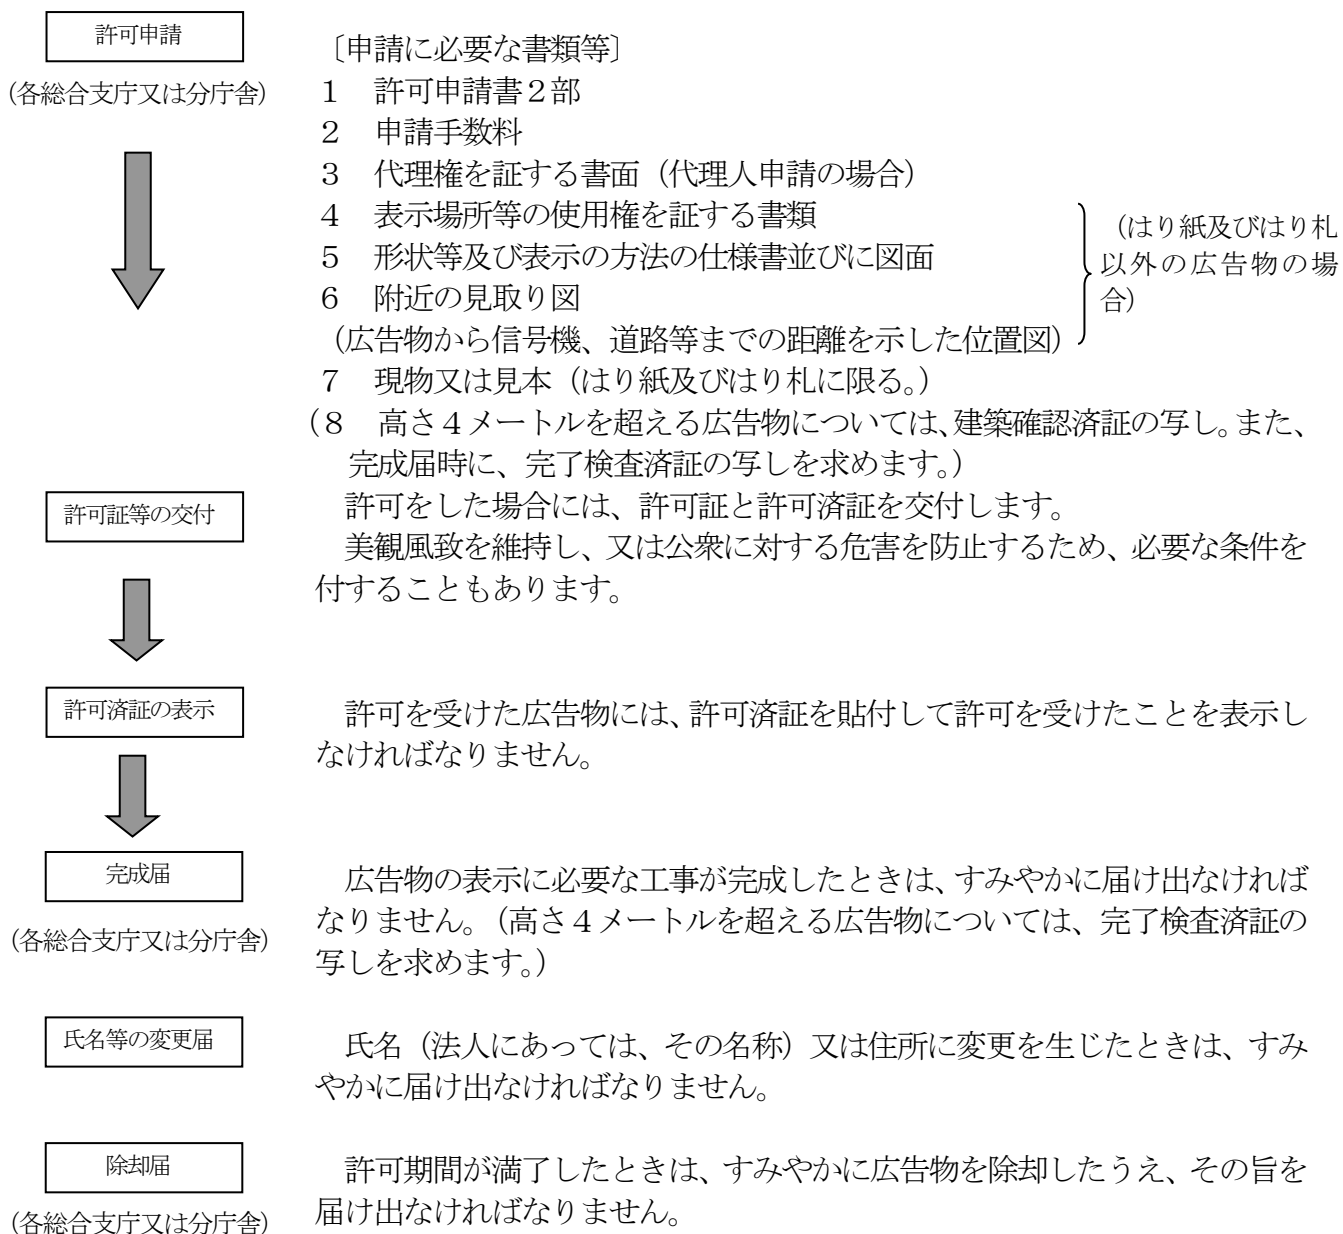 許可申請
(各総合支庁又は分庁舎)
〔申請に必要な書類等〕
１　許可申請書２部
２　申請手数料
３　代理権を証する書面（代理人申請の場合）
４　表示場所等の使用権を証する書類
５　形状等及び表示の方法の仕様書並びに図面
６　附近の見取り図
（広告物から信号機、道路等までの距離を示した位置図）
（はり紙及びはり札
以外の広告物の場
合）
７　現物又は見本（はり紙及びはり札に限る。）
（８　高さ４メートルを超える広告物については、建築確認済証の写し。また、
完成届時に、完了検査済証の写しを求めます。）
許可証等の交付
許可をした場合には、許可証と許可済証を交付します。
美観風致を維持し、又は公衆に対する危害を防止するため、必要な条件を
付することもあります。
許可済証の表示
許可を受けた広告物には、許可済証を貼付して許可を受けたことを表示し
なければなりません。
完成届
(各総合支庁又は分庁舎)
広告物の表示に必要な工事が完成したときは、すみやかに届け出なければ
なりません。（高さ４メートルを超える広告物については、完了検査済証の
写しを求めます。）
氏名等の変更届
氏名（法人にあっては、その名称）又は住所に変更を生じたときは、すみ
やかに届け出なければなりません。
除却届
(各総合支庁又は分庁舎)
許可期間が満了したときは、すみやかに広告物を除却したうえ、その旨を
届け出なければなりません。